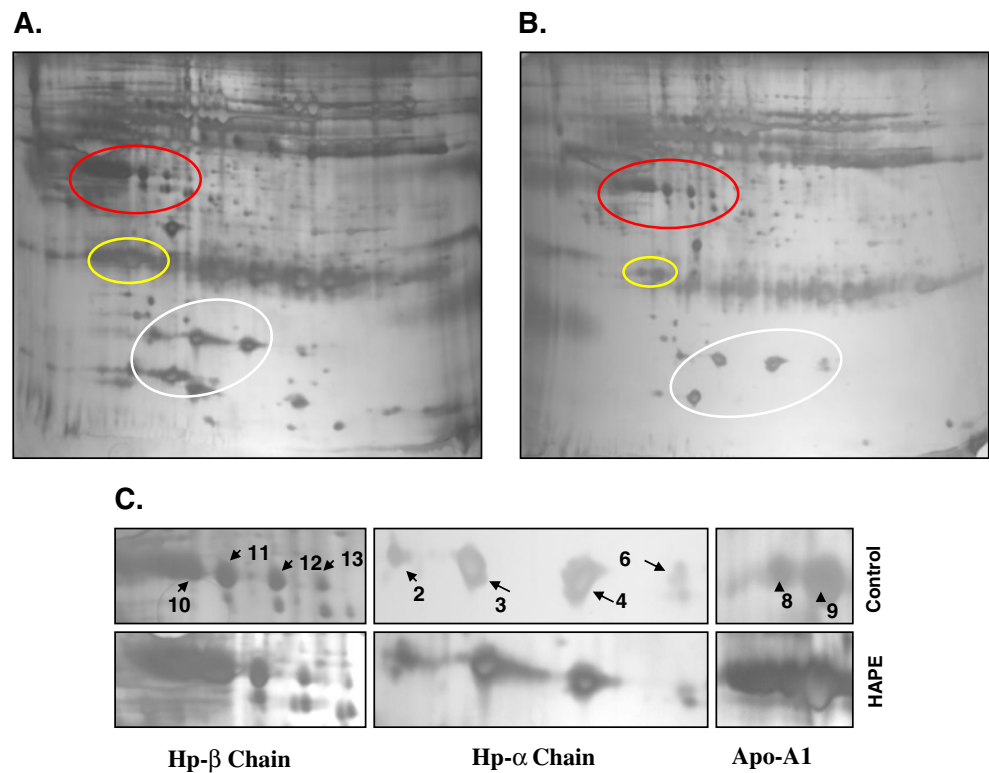 A.
B.
C.
11
12
13
10
2
3
6
4
8
9
Control
HAPE
Hp-β Chain
Hp-α Chain
Apo-A1